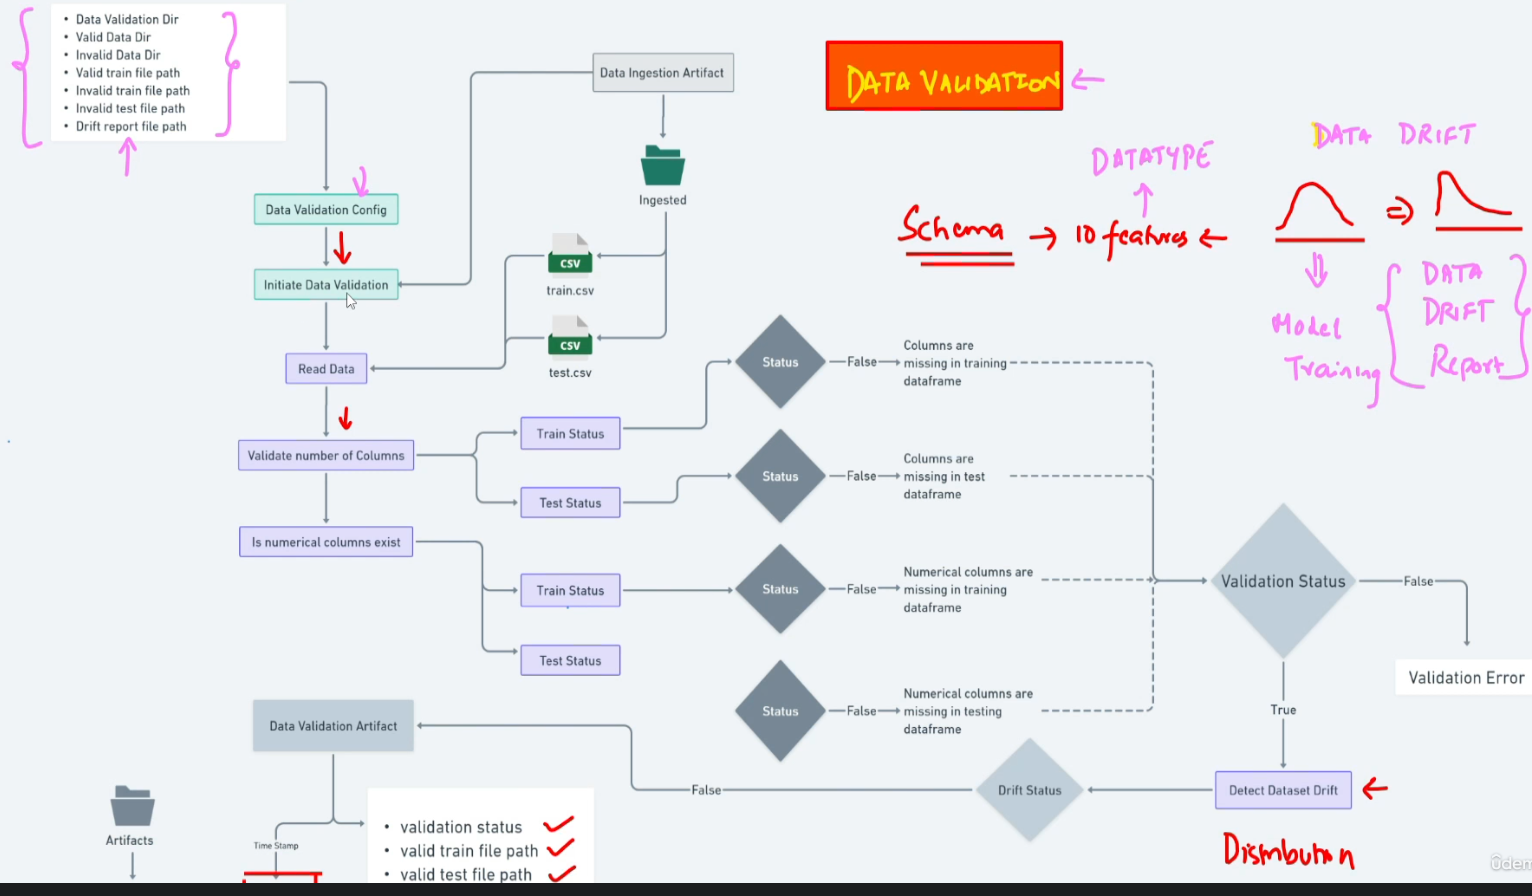 • Data Validation Dir
• Valid Data Dir
• Invalid Data Dir
• Valid train file path
• Invalid train file path
• Invalid test file path
• Drift report file path
Data Ingestion Artifact
DATA VALIDATION
DATA DRIFT
DATATYPE
Schema → 10 features ←
Ingested
Data Validation Config
Initiate Data Validation
CSV
train.csv
CSV
test.csv
Model
Training
DATA
DRIFT
Report
Read Data
Validate number of Columns
Is numerical columns exist
Train Status
Test Status
Train Status
Test Status
Status
False
Columns are
missing in training
dataframe
Status
False
Columns are
missing in test
dataframe
Status
False
Numerical columns are
missing in training
dataframe
Status
False
Numerical columns are
missing in testing
dataframe
Validation Status
False
Validation Error
True
Detect Dataset Drift
Distribution
Drift Status
False
Data Validation Artifact
Artifacts
Time Stamp
• validation status
• valid train file path
• valid test file path
ûdem